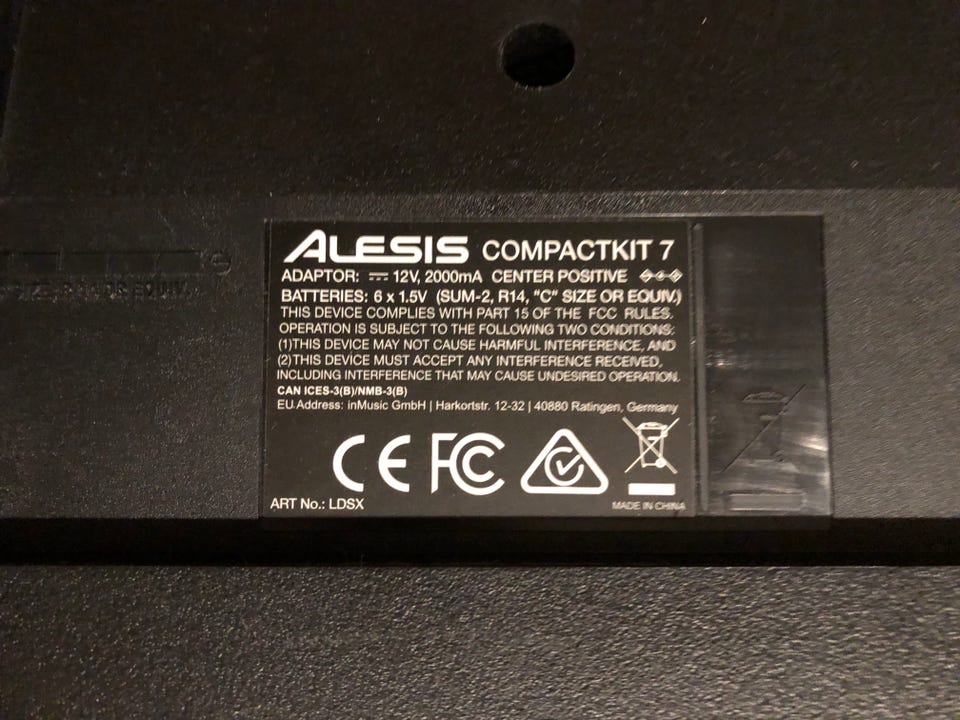 ALESIS COMPACTKIT 7
ADAPTOR: 12V, 2000mA CENTER POSITIVE
BATTERIES: 6 x 1.5V (SUM-2, R14, "C" SIZE OR EQUIV.)
THIS DEVICE COMPLIES WITH PART 15 OF THE FCC RULES.
OPERATION IS SUBJECT TO THE FOLLOWING TWO CONDITIONS:
(1)THIS DEVICE MAY NOT CAUSE HARMFUL INTERFERENCE, AND
(2)THIS DEVICE MUST ACCEPT ANY INTERFERENCE RECEIVED,
INCLUDING INTERFERENCE THAT MAY CAUSE UNDESIRED OPERATION.
CAN ICES-3(B)/NMB-3(B)
EU Address: inMusic GmbH | Harkortstr. 12-32 | 40880 Ratingen, Germany
CE FC
ART No.: LDSX MADE IN CHINA